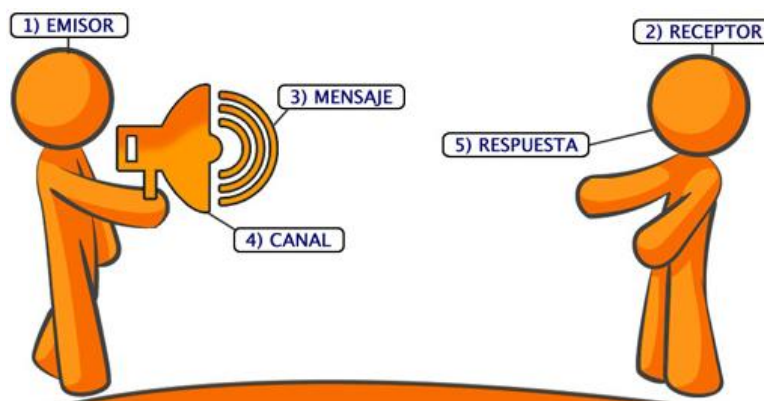 1) EMISOR
2) RECEPTOR
3) MENSAJE
5) RESPUESTA
4) CANAL